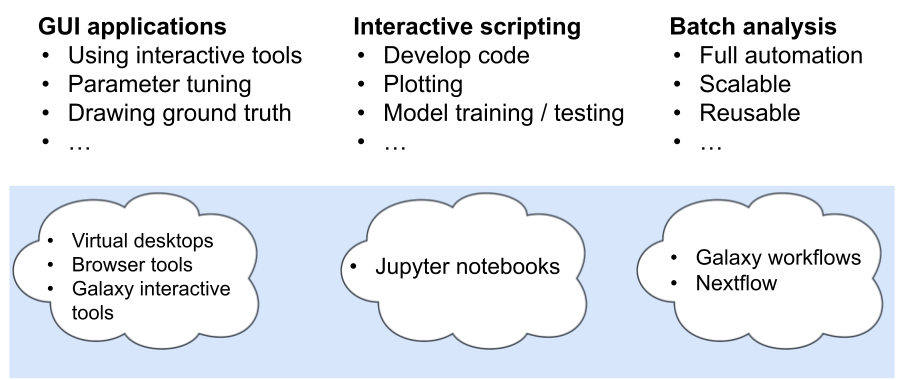 GUI applications
• Using interactive tools
• Parameter tuning
• Drawing ground truth
• …
Interactive scripting
• Develop code
• Plotting
• Model training / testing
• …
Batch analysis
• Full automation
• Scalable
• Reusable
• …
• Virtual desktops
• Browser tools
• Galaxy interactive
tools
• Jupyter notebooks
• Galaxy workflows
• Nextflow